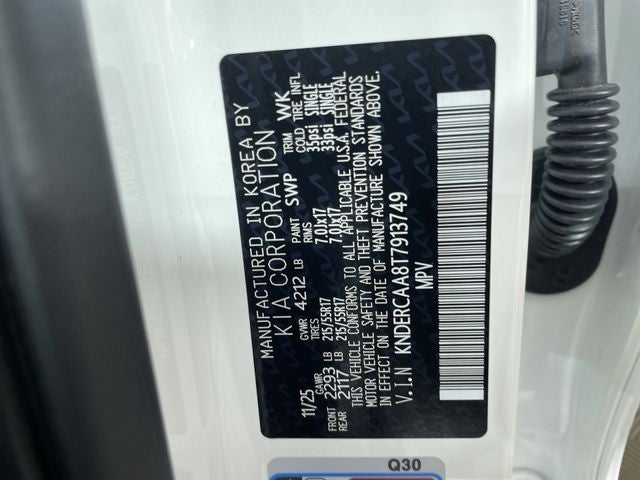 MANUFACTURED IN KOREA BY
KIA CORPORATION
11/25 GVWR 4212 LB PAINT SWP TRIM WK
GAWR TIRES RIMS COLD TIRE INFL
FRONT 2293 LB 215/55R17 7.0Jx17 35psi SINGLE
REAR 2117 LB 215/55R17 7.0Jx17 33psi SINGLE
THIS VEHICLE CONFORMS TO ALL APPLICABLE U.S.A. FEDERAL
MOTOR VEHICLE SAFETY AND THEFT PREVENTION STANDARDS
IN EFFECT ON THE DATE OF MANUFACTURE SHOWN ABOVE.
V.I.N KNDERCAA8T7913749
MPV
Q30